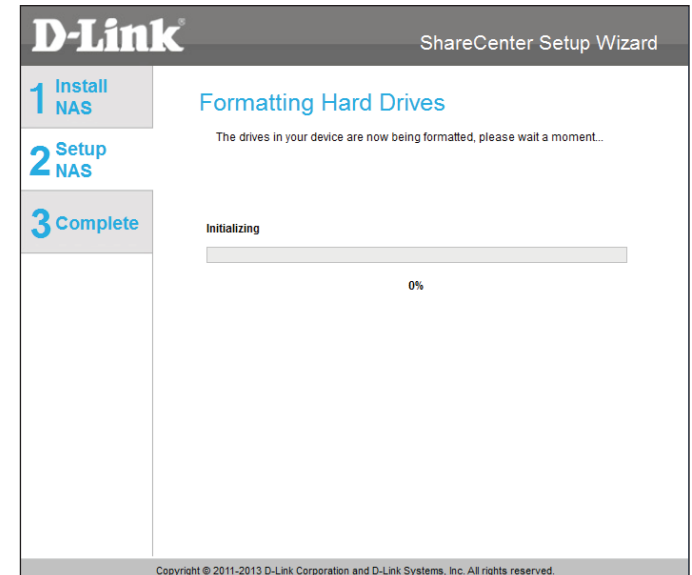 D-Link®
ShareCenter Setup Wizard
1 Install NAS
2 Setup NAS
3 Complete
Formatting Hard Drives
The drives in your device are now being formatted, please wait a moment...
Initializing
0%
Copyright © 2011-2013 D-Link Corporation and D-Link Systems, Inc. All rights reserved.